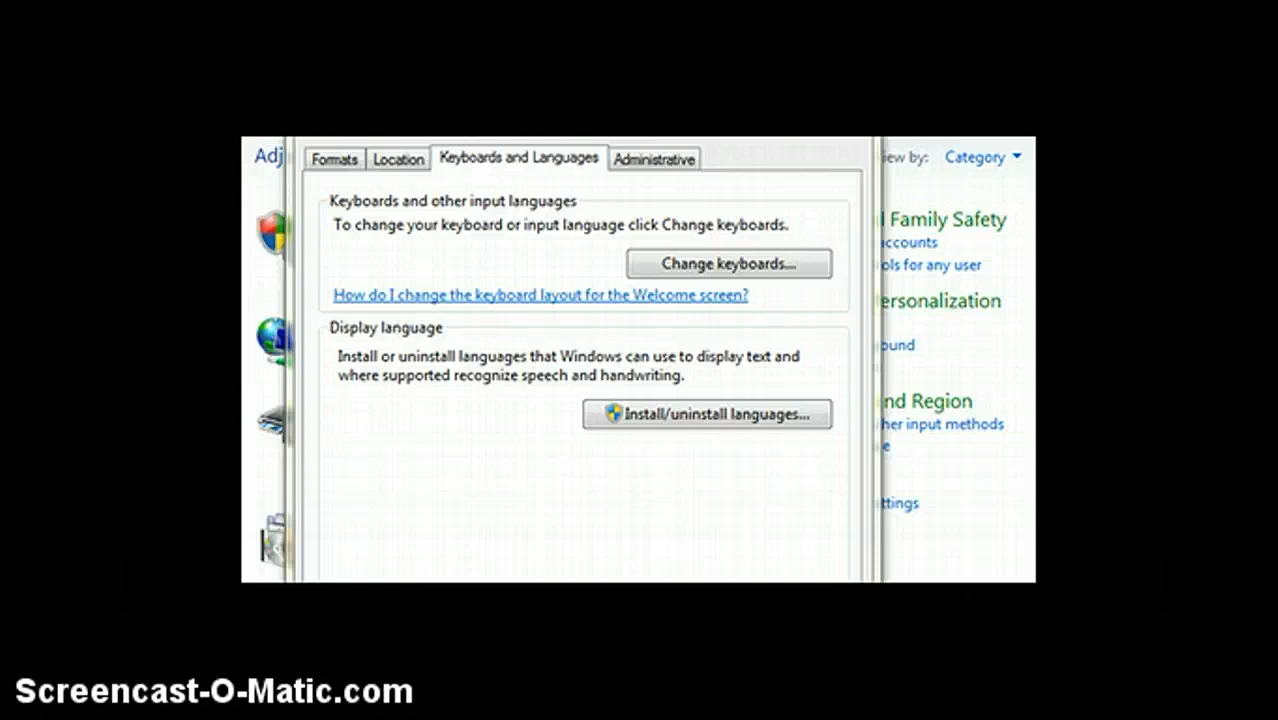 Adj
Formats Location Keyboards and Languages Administrative
iew by: Category
Keyboards and other input languages
To change your keyboard or input language click Change keyboards.
Change keyboards...
How do I change the keyboard layout for the Welcome screen?
Display language
Install or uninstall languages that Windows can use to display text and
where supported recognize speech and handwriting.
Install/uninstall languages...
l Family Safety
accounts
ols for any user
ersonalization
ound
nd Region
her input methods
e
ttings
Screencast-O-Matic.com